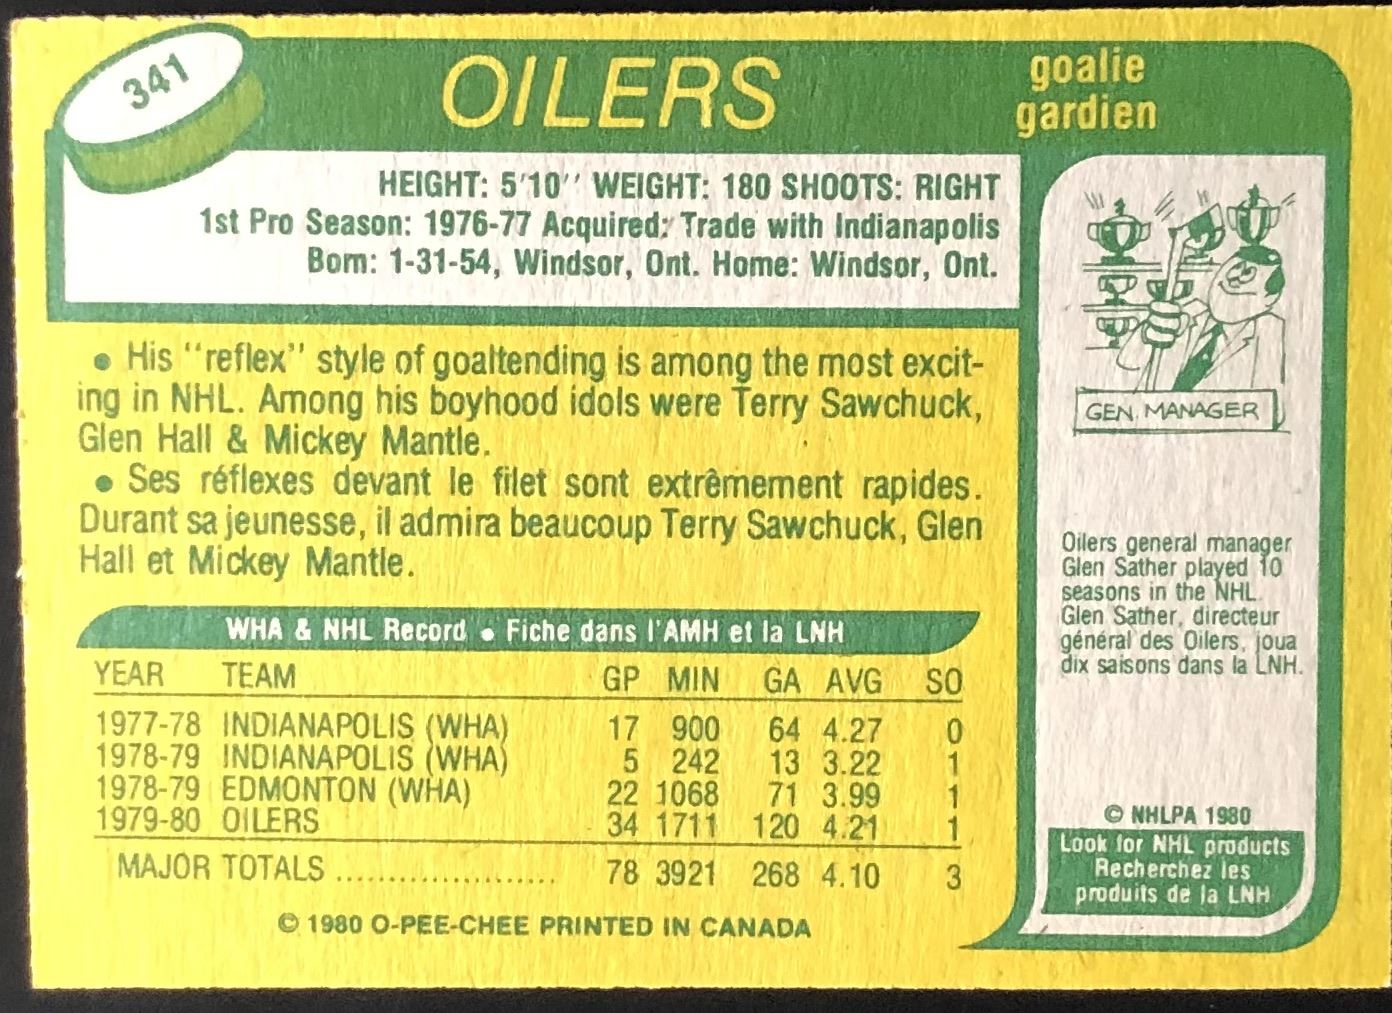 341
OILERS
goalie
gardien
HEIGHT: 5'10'' WEIGHT: 180 SHOOTS: RIGHT
1st Pro Season: 1976-77 Acquired: Trade with Indianapolis
Born: 1-31-54, Windsor, Ont. Home: Windsor, Ont.
• His ''reflex'' style of goaltending is among the most excit-
ing in NHL. Among his boyhood idols were Terry Sawchuck,
Glen Hall & Mickey Mantle.
• Ses réflexes devant le filet sont extrêmement rapides.
Durant sa jeunesse, il admira beaucoup Terry Sawchuck, Glen
Hall et Mickey Mantle.
WHA & NHL Record • Fiche dans l'AMH et la LNH
YEAR TEAM GP MIN GA AVG SO
1977-78 INDIANAPOLIS (WHA) 17 900 64 4.27 0
1978-79 INDIANAPOLIS (WHA) 5 242 13 3.22 1
1978-79 EDMONTON (WHA) 22 1068 71 3.99 1
1979-80 OILERS 34 1711 120 4.21 1
MAJOR TOTALS ..................... 78 3921 268 4.10 3
© 1980 O-PEE-CHEE PRINTED IN CANADA
GEN. MANAGER
Oilers general manager
Glen Sather played 10
seasons in the NHL.
Glen Sather, directeur
général des Oilers, joua
dix saisons dans la LNH.
© NHLPA 1980
Look for NHL products
Recherchez les
produits de la LNH